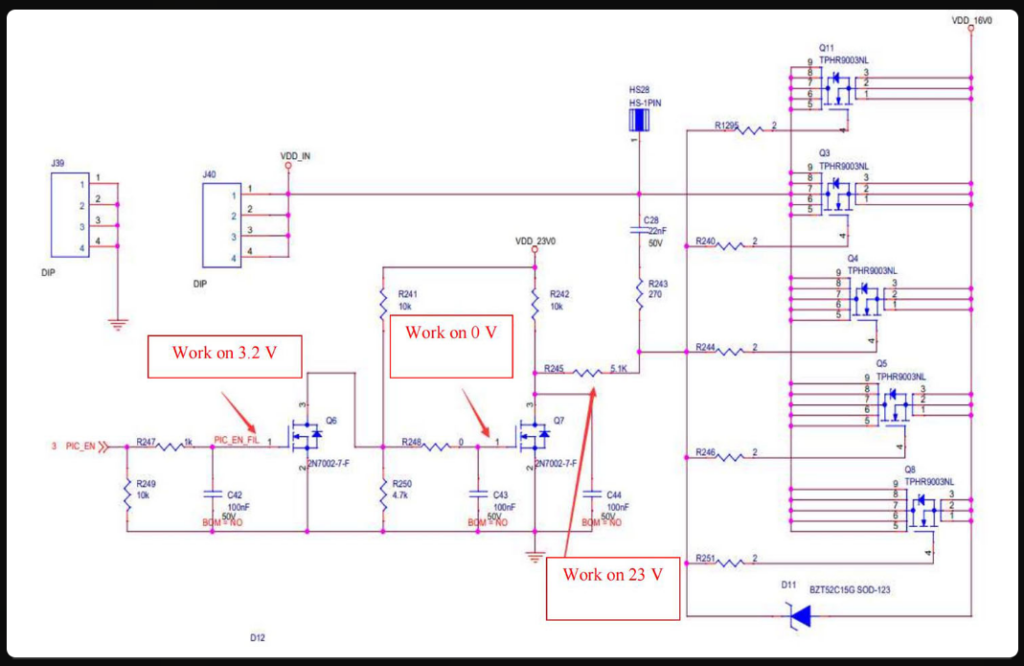 VDD_16V0
Q11
TPHR9003NL
9
8
7
6
5
3
2
1
4
HS28
HS-1PIN
1
R1295
2
Q3
TPHR9003NL
9
8
7
6
5
3
2
1
4
J39
1
2
3
4
1
2
3
4
DIP
VDD_IN
J40
1
2
3
4
1
2
3
4
DIP
C28
22nF
50V
R243
270
R240
2
VDD_23V0
Q4
TPHR9003NL
9
8
7
6
5
3
2
1
4
R241
10k
R242
10k
R244
2
Work on 3.2 V
Work on 0 V
R245
5.1K
Q5
TPHR9003NL
9
8
7
6
5
3
2
1
4
3 PIC_EN
R247
1k
PIC_EN_FIL
1
3
2
Q6
2N7002-7-F
R248
0
1
3
2
Q7
2N7002-7-F
R246
2
R249
10k
C42
100nF
50V
BOM = NO
R250
4.7k
C43
100nF
50V
BOM = NO
C44
100nF
50V
BOM = NO
Q8
TPHR9003NL
9
8
7
6
5
3
2
1
4
R251
2
Work on 23 V
D11
BZT52C15G SOD-123
D12